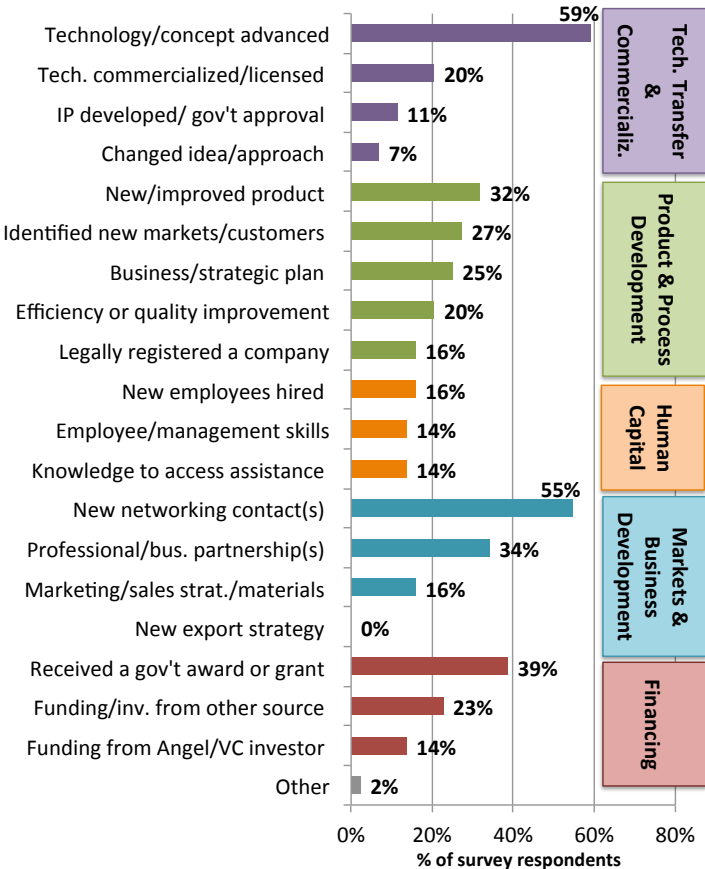 59%
Technology/concept advanced
Tech. commercialized/licensed 20%
IP developed/ gov't approval 11%
Changed idea/approach 7%
Tech. Transfer
&
Commercializ.
New/improved product 32%
Identified new markets/customers 27%
Business/strategic plan 25%
Efficiency or quality improvement 20%
Legally registered a company 16%
Product & Process
Development
New employees hired 16%
Employee/management skills 14%
Knowledge to access assistance 14%
Human
Capital
55%
New networking contact(s)
Professional/bus. partnership(s) 34%
Marketing/sales strat./materials 16%
New export strategy 0%
Markets &
Business
Development
Received a gov't award or grant 39%
Funding/inv. from other source 23%
Funding from Angel/VC investor 14%
Financing
Other 2%
0% 20% 40% 60% 80%
% of survey respondents